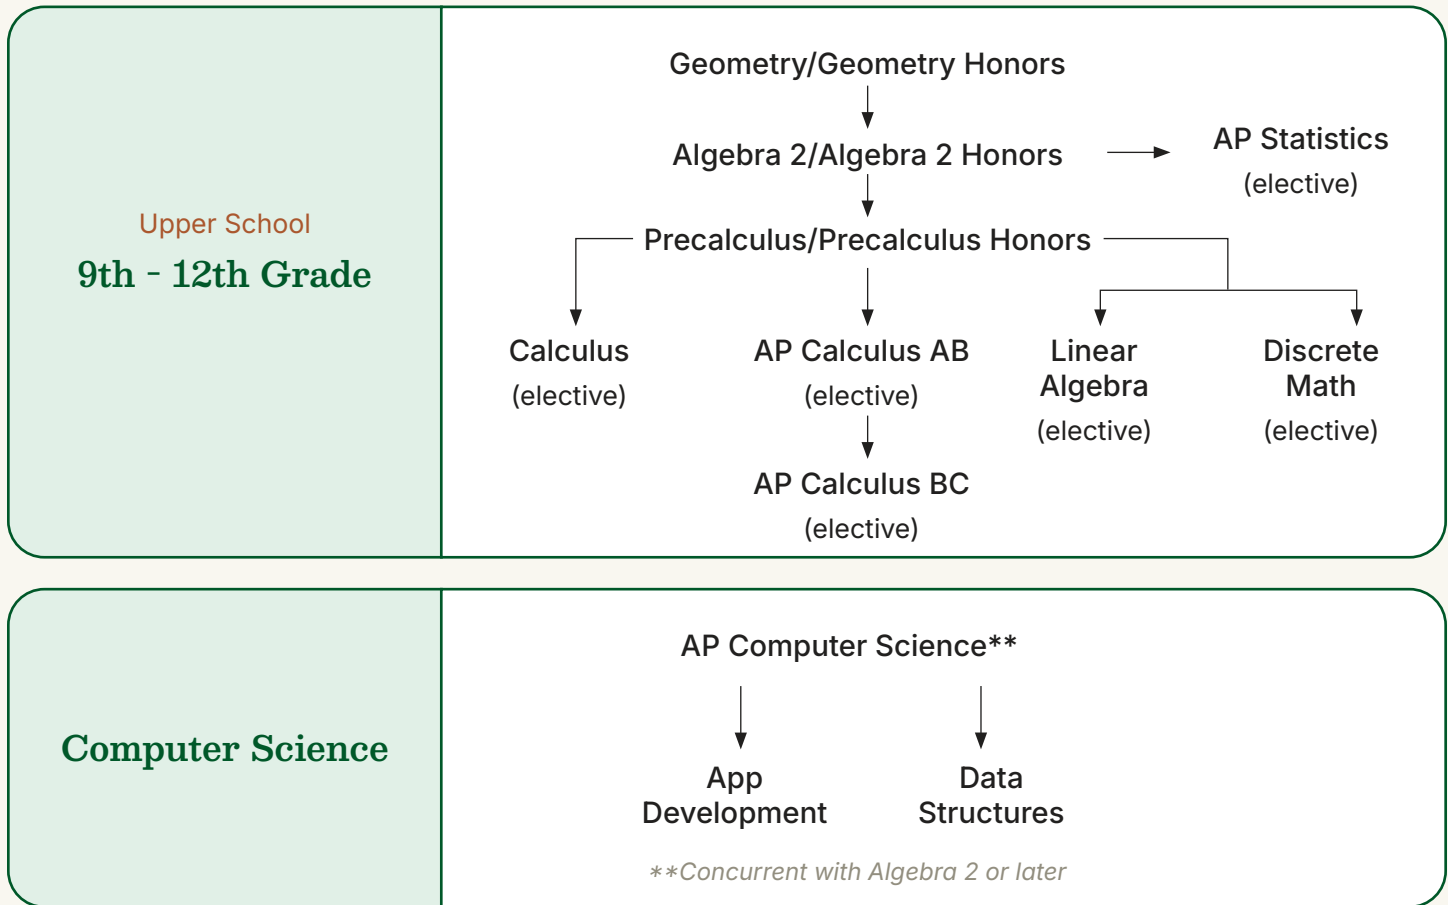 Upper School
9th - 12th Grade
Geometry/Geometry Honors
Algebra 2/Algebra 2 Honors
AP Statistics
(elective)
Precalculus/Precalculus Honors
Calculus
(elective)
AP Calculus AB
(elective)
Linear
Algebra
(elective)
Discrete
Math
(elective)
AP Calculus BC
(elective)
Computer Science
AP Computer Science**
App
Development
Data
Structures
**Concurrent with Algebra 2 or later